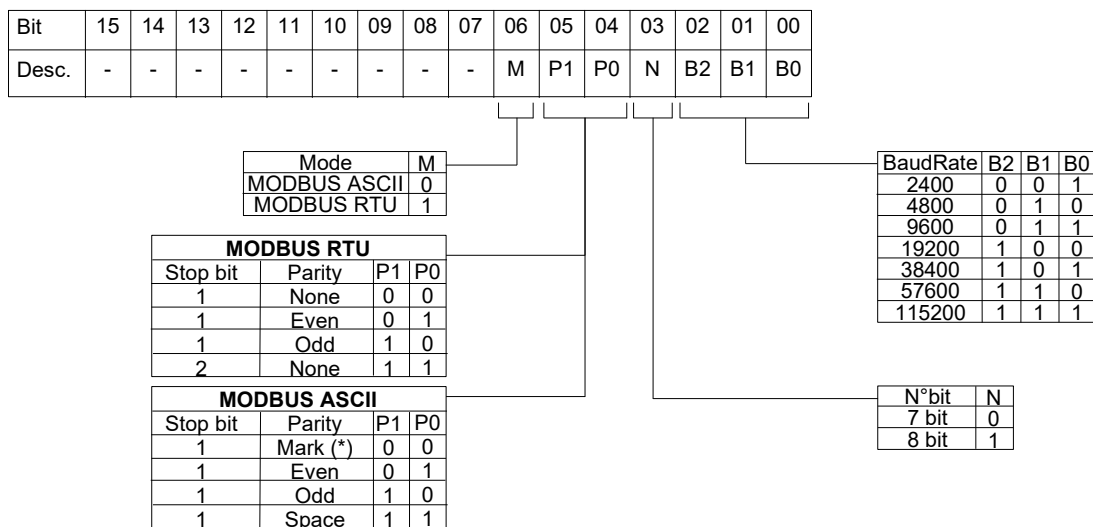 Bit 15 14 13 12 11 10 09 08 07 06 05 04 03 02 01 00
Desc. - - - - - - - - - M P1 P0 N B2 B1 B0
Mode M
MODBUS ASCII 0
MODBUS RTU 1
MODBUS RTU
Stop bit Parity P1 P0
1 None 0 0
1 Even 0 1
1 Odd 1 0
2 None 1 1
MODBUS ASCII
Stop bit Parity P1 P0
1 Mark (*) 0 0
1 Even 0 1
1 Odd 1 0
1 Space 1 1
BaudRate B2 B1 B0
2400 0 0 1
4800 0 1 0
9600 0 1 1
19200 1 0 0
38400 1 0 1
57600 1 1 0
115200 1 1 1
N°bit N
7 bit 0
8 bit 1